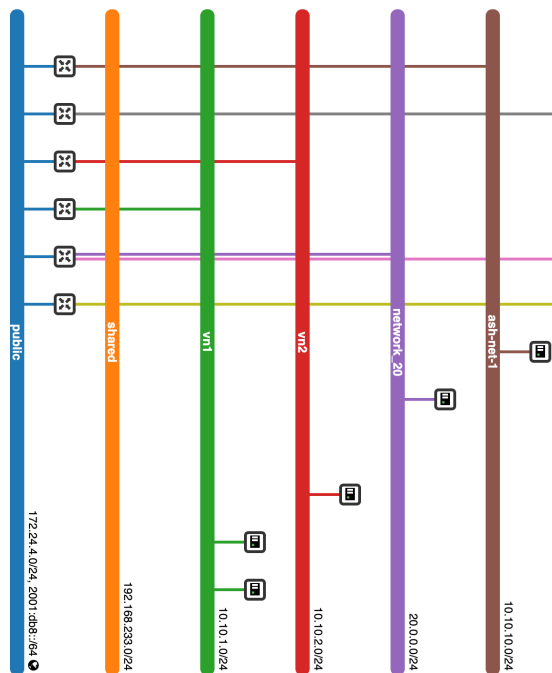 public
172.24.4.0/24, 2001:db8::/64
shared
192.168.233.0/24
vn1
10.10.1.0/24
vn2
10.10.2.0/24
network_20
20.0.0.0/24
ash-net-1
10.10.10.0/24